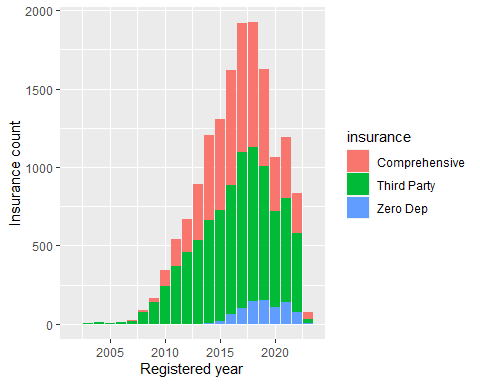 2000
1500
1000
500
0
Insurance count
2005 2010 2015 2020
Registered year
insurance
Comprehensive
Third Party
Zero Dep